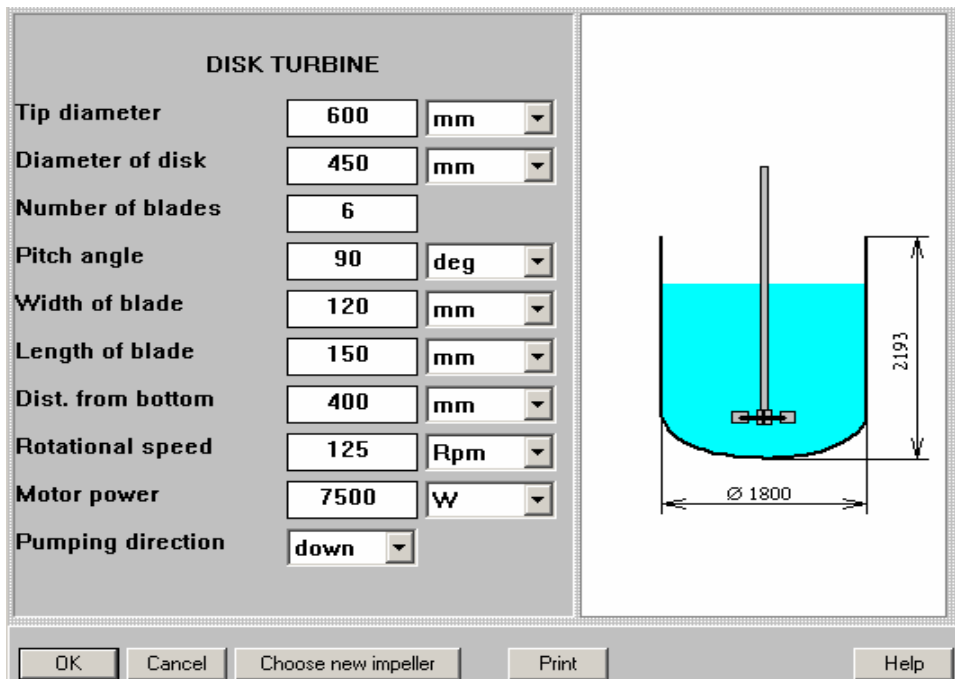 DISK TURBINE
Tip diameter 600 mm
Diameter of disk 450 mm
Number of blades 6
Pitch angle 90 deg
Width of blade 120 mm
Length of blade 150 mm
Dist. from bottom 400 mm
Rotational speed 125 Rpm
Motor power 7500 W
Pumping direction down
2193
Ø 1800
OK Cancel Choose new impeller Print Help